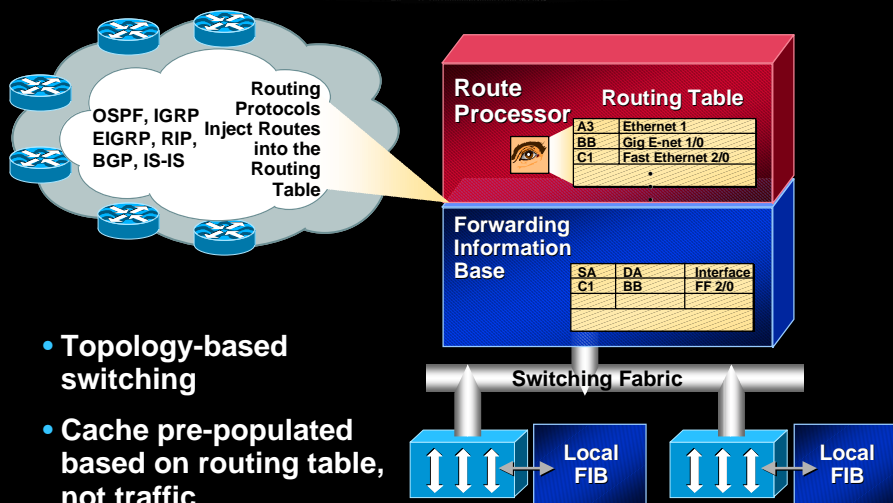 OSPF, IGRP
EIGRP, RIP,
BGP, IS-IS
Routing
Protocols
Inject Routes
into the
Routing
Table
Route
Processor
Routing Table
A3 Ethernet 1
BB Gig E-net 1/0
C1 Fast Ethernet 2/0
Forwarding
Information
Base
SA DA Interface
C1 BB FF 2/0
Switching Fabric
• Topology-based
switching
• Cache pre-populated
based on routing table,
not traffic
Local
FIB
Local
FIB